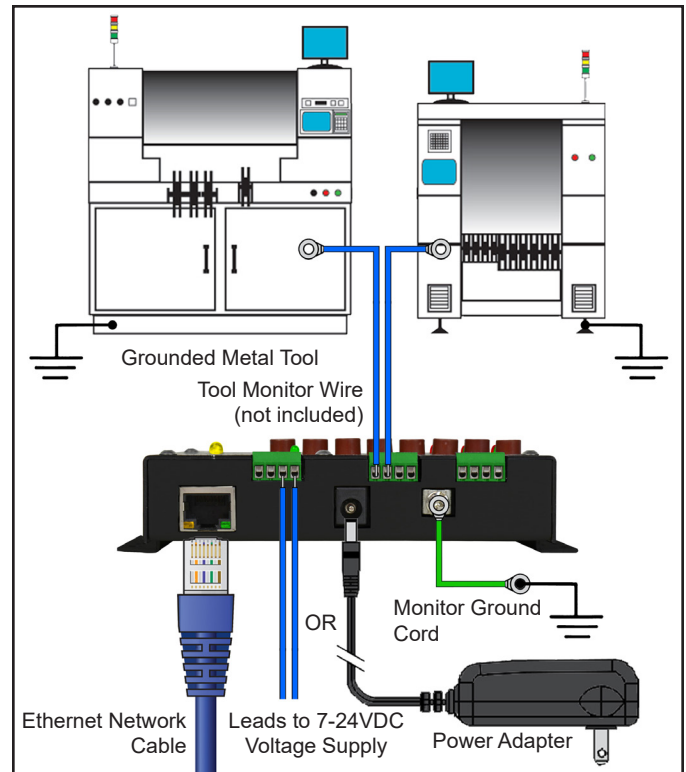 Grounded Metal Tool
Tool Monitor Wire
(not included)
OR
Monitor Ground
Cord
Ethernet Network
Cable
Leads to 7-24VDC
Voltage Supply
Power Adapter